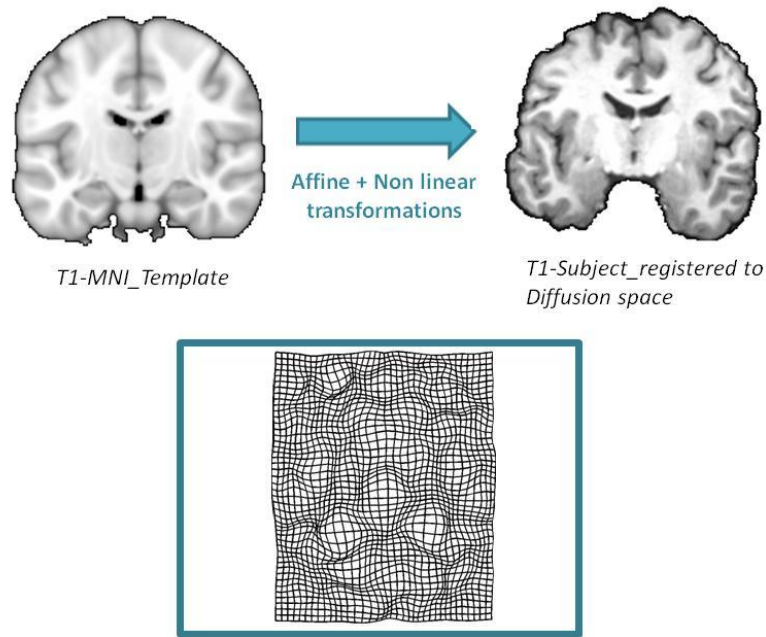 Affine + Non linear
transformations
T1-MNI_Template
T1-Subject_registered to
Diffusion space